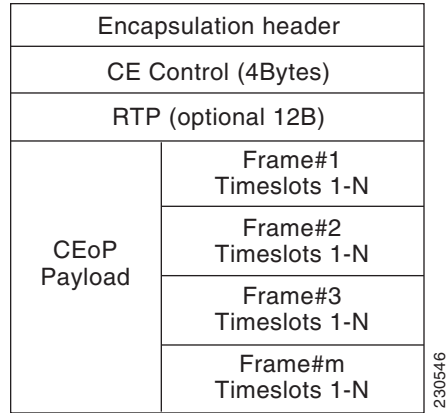 Encapsulation header
CE Control (4Bytes)
RTP (optional 12B)
CEoP
Payload
Frame#1
Timeslots 1-N
Frame#2
Timeslots 1-N
Frame#3
Timeslots 1-N
Frame#m
Timeslots 1-N
230546